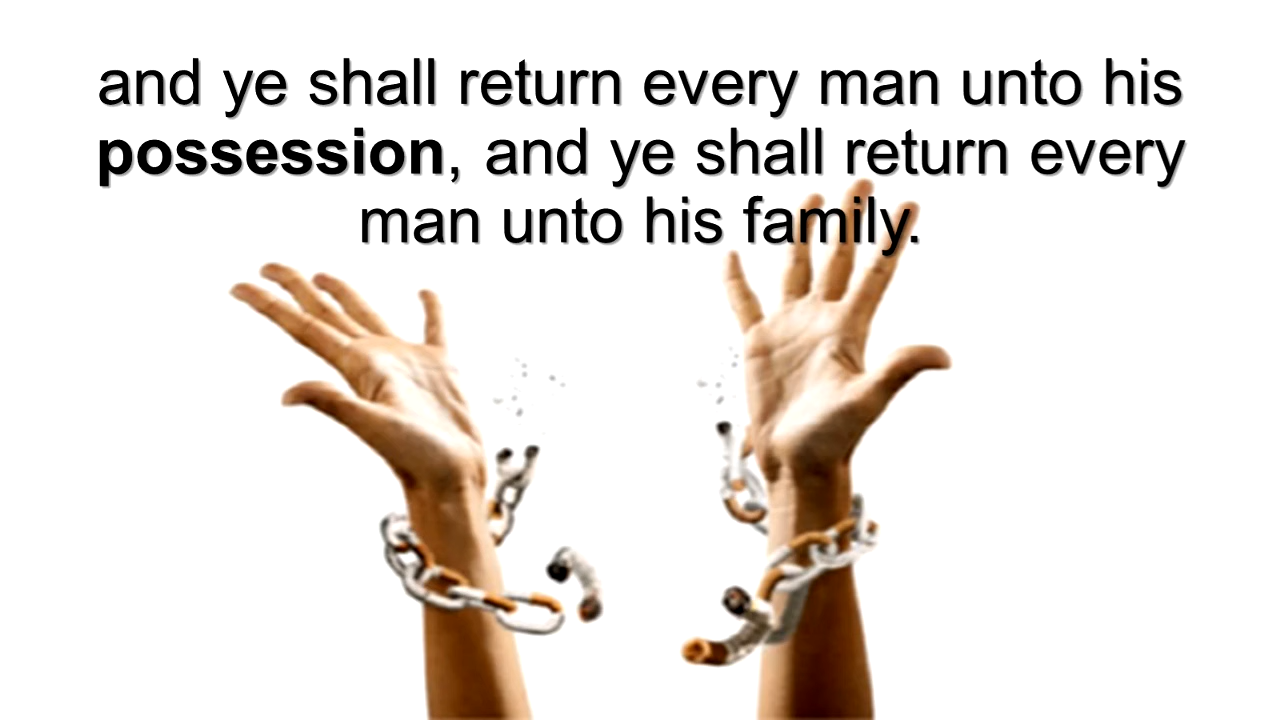 and ye shall return every man unto his
possession, and ye shall return every
man unto his family.